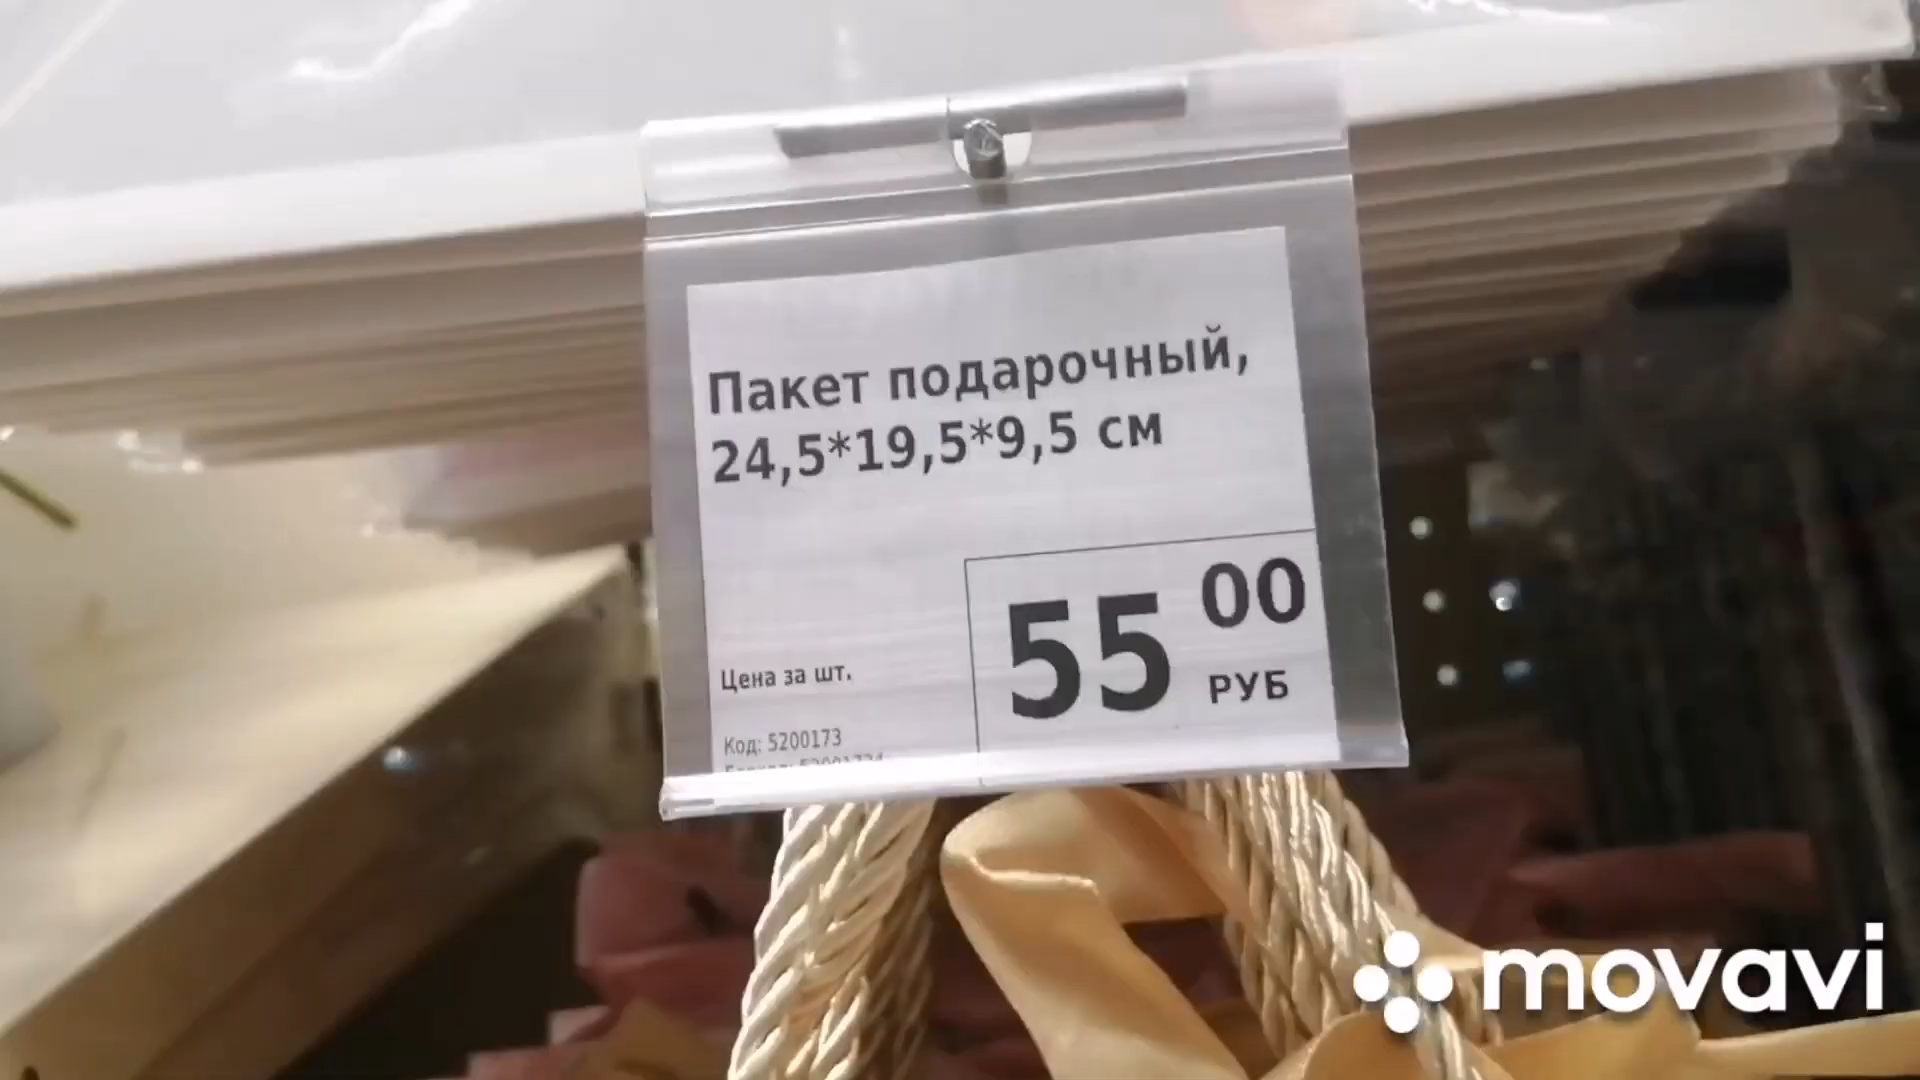 Пакет подарочный,
24,5*19,5*9,5 см
55 00
РУБ
Цена за шт.
Код: 5200173
movavi